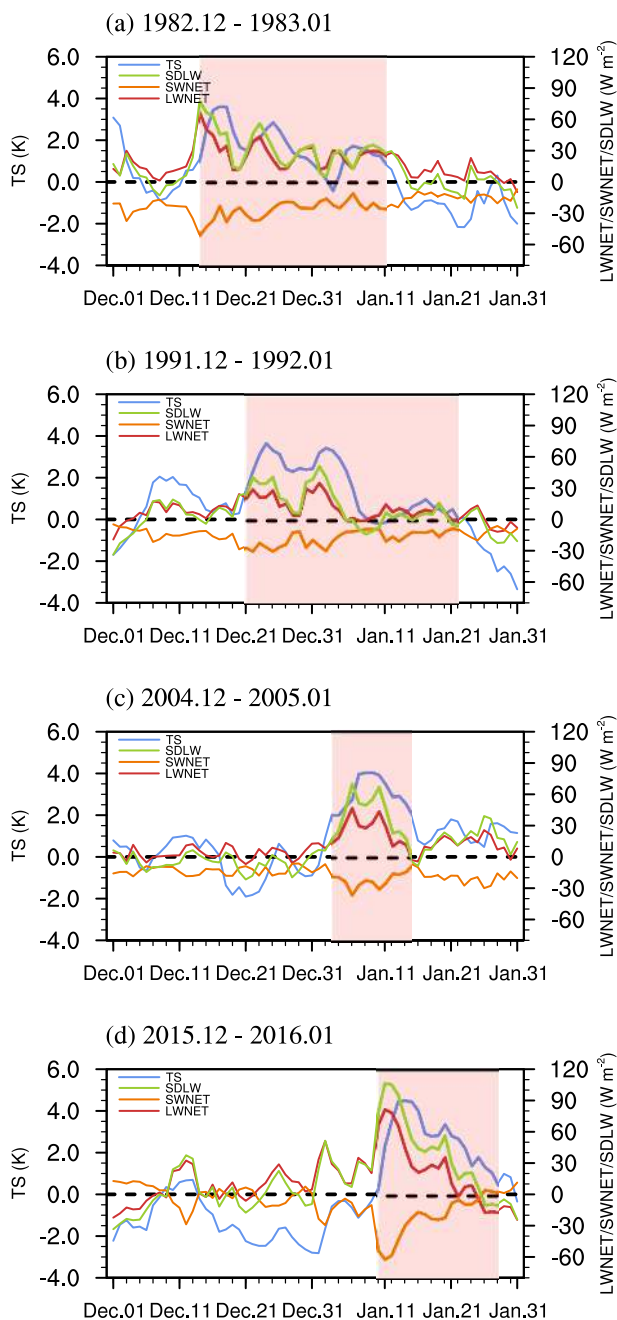 (a) 1982.12 - 1983.01
6.0
4.0
2.0
0.0
-2.0
-4.0
TS (K)
TS
SDLW
SWNET
LWNET
120
90
60
30
0
-30
-60
LWNET/SWNET/SDLW (W m-2)
Dec.01 Dec.11 Dec.21 Dec.31 Jan.11 Jan.21 Jan.31
(b) 1991.12 - 1992.01
6.0
4.0
2.0
0.0
-2.0
-4.0
TS (K)
TS
SDLW
SWNET
LWNET
120
90
60
30
0
-30
-60
LWNET/SWNET/SDLW (W m-2)
Dec.01 Dec.11 Dec.21 Dec.31 Jan.11 Jan.21 Jan.31
(c) 2004.12 - 2005.01
6.0
4.0
2.0
0.0
-2.0
-4.0
TS (K)
TS
SDLW
SWNET
LWNET
120
90
60
30
0
-30
-60
LWNET/SWNET/SDLW (W m-2)
Dec.01 Dec.11 Dec.21 Dec.31 Jan.11 Jan.21 Jan.31
(d) 2015.12 - 2016.01
6.0
4.0
2.0
0.0
-2.0
-4.0
TS (K)
TS
SDLW
SWNET
LWNET
120
90
60
30
0
-30
-60
LWNET/SWNET/SDLW (W m-2)
Dec.01 Dec.11 Dec.21 Dec.31 Jan.11 Jan.21 Jan.31